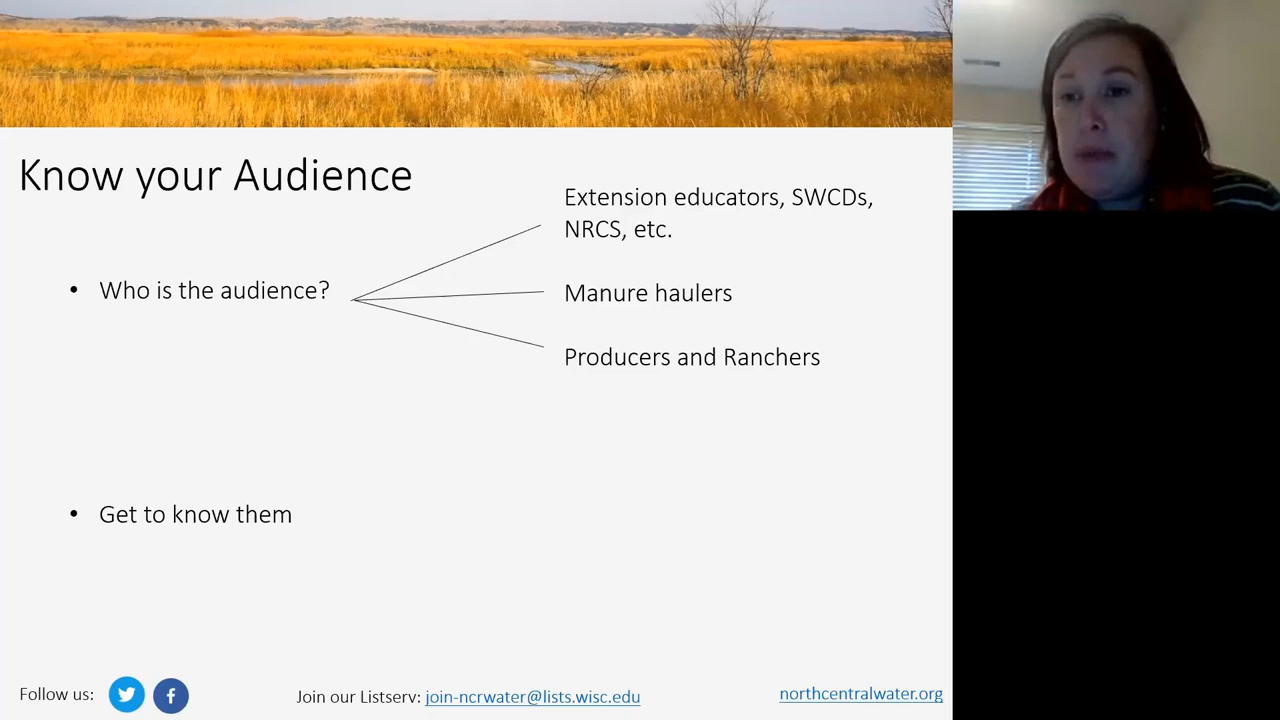 Know your Audience
• Who is the audience?
Extension educators, SWCDs,
NRCS, etc.
Manure haulers
Producers and Ranchers
• Get to know them
Follow us:
Join our Listserv: join-ncrwater@lists.wisc.edu
northcentralwater.org